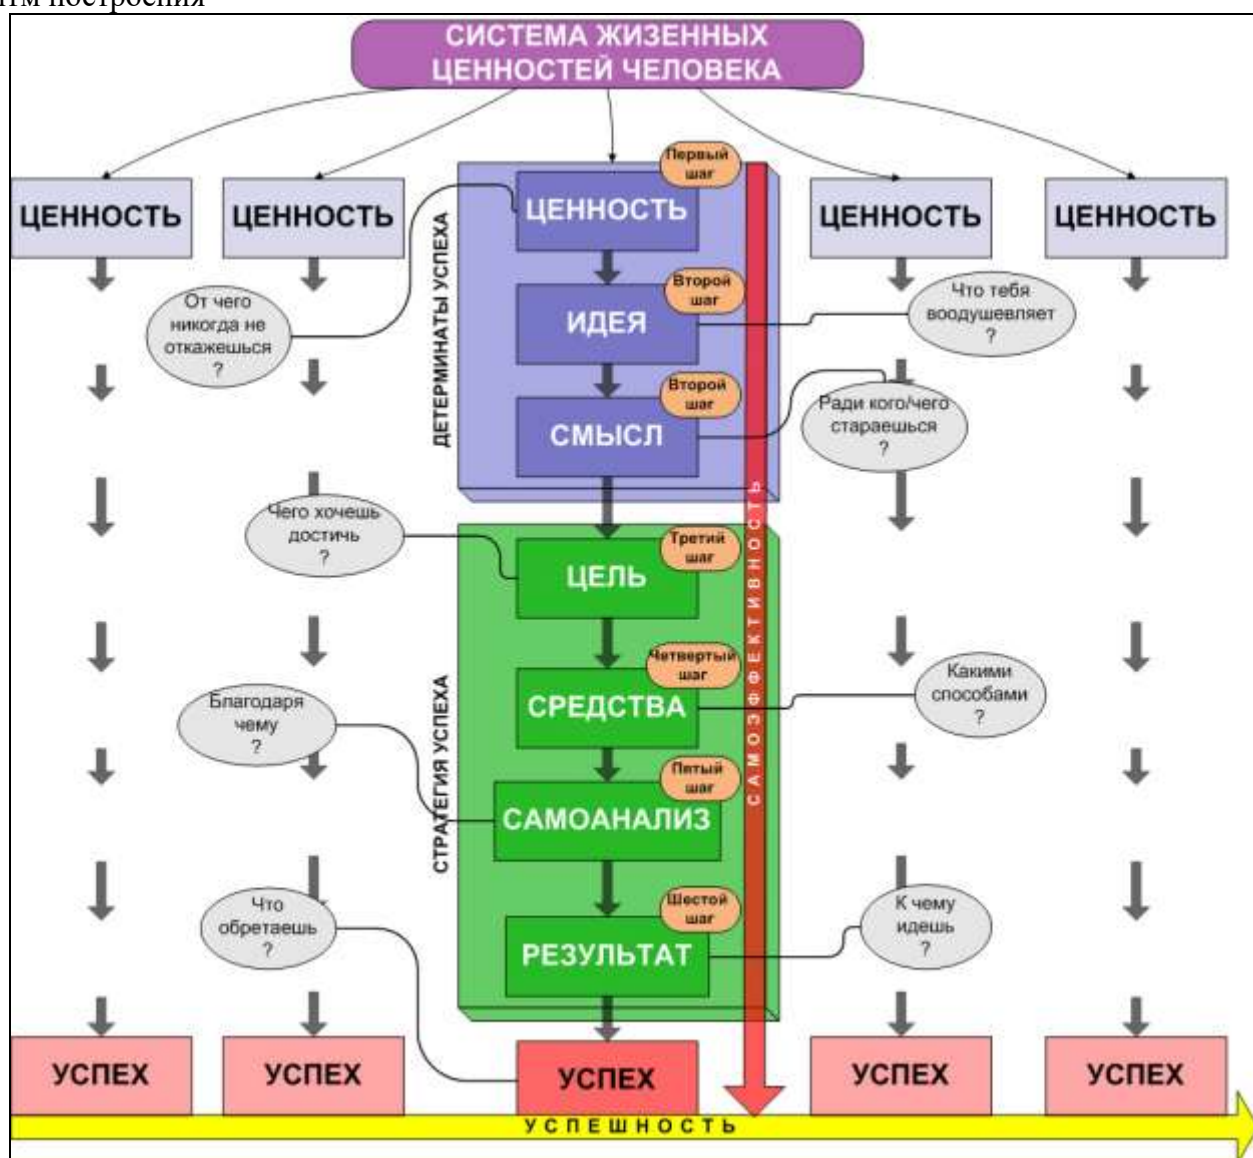 тм построения
СИСТЕМА ЖИЗЕННЫХ
ЦЕННОСТЕЙ ЧЕЛОВЕКА
ЦЕННОСТЬ
ЦЕННОСТЬ
Первый
шаг
ЦЕННОСТЬ
ЦЕННОСТЬ
ЦЕННОСТЬ
ДЕТЕРМИНАТЫ УСПЕХА
От чего
никогда не
откажешься
?
Второй
шаг
ИДЕЯ
Что тебя
воодушевляет
?
Второй
шаг
СМЫСЛ
Ради кого/чего
стараешься
?
САМОЭФФЕКТИВНОСТЬ
Чего хочешь
достичь
?
Третий
шаг
ЦЕЛЬ
СТРАТЕГИЯ УСПЕХА
Четвертый
шаг
СРЕДСТВА
Какими
способами
?
Благодаря
чему
?
Пятый
шаг
САМОАНАЛИЗ
Шестой
шаг
РЕЗУЛЬТАТ
К чему
идешь
?
Что
обретаешь
?
УСПЕХ
УСПЕХ
УСПЕХ
УСПЕХ
УСПЕХ
УСПЕШНОСТЬ